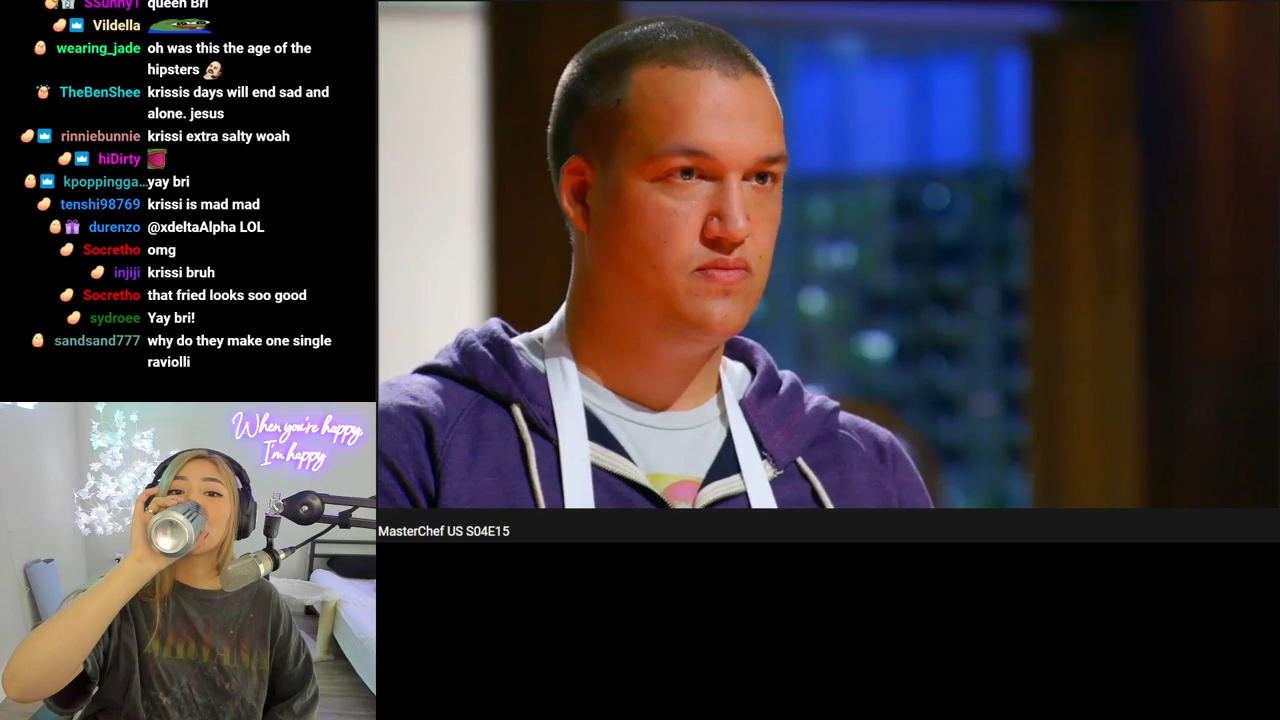 SSunny1 queen Bri
Vildella
wearing_jade oh was this the age of the
hipsters
TheBenShee krissis days will end sad and
alone. jesus
rinniebunnie krissi extra salty woah
hiDirty
kpoppingga... yay bri
tenshi98769 krissi is mad mad
durenzo @xdeltaAlpha LOL
Socretho omg
injiji krissi bruh
Socretho that fried looks soo good
sydroee Yay bri!
sandsand777 why do they make one single
raviolli
When you're happy,
I'm happy
NIRVANA
MasterChef US S04E15